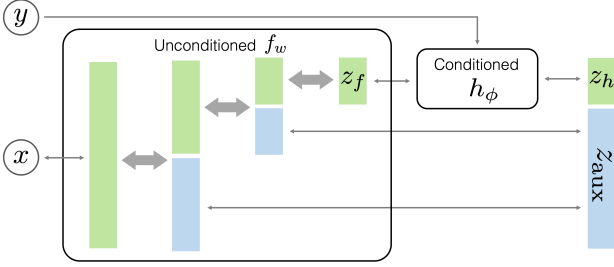 y
Unconditioned f_w
z_f
Conditioned
h_ϕ
z_h
x
z_aux